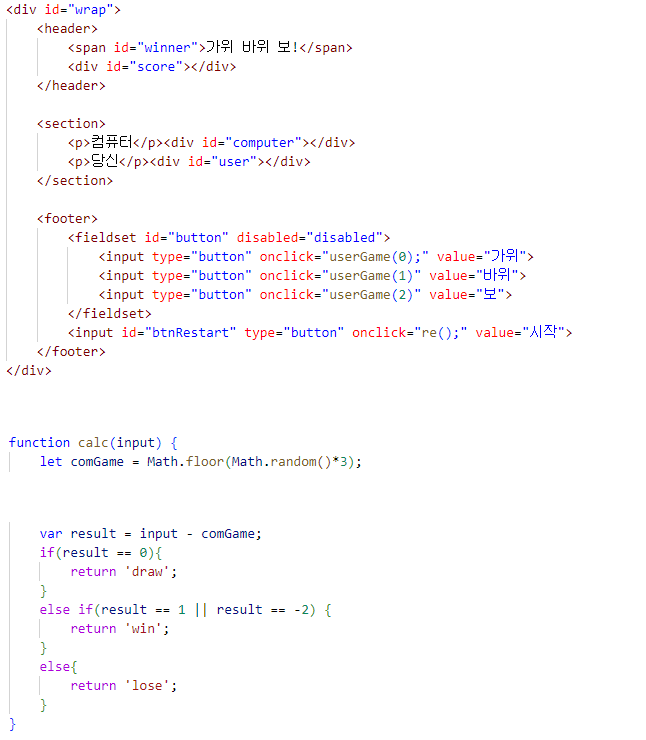 <div id="wrap">
<header>
<span id="winner">가위 바위 보!</span>
<div id="score"></div>
</header>
<section>
<p>컴퓨터</p><div id="computer"></div>
<p>당신</p><div id="user"></div>
</section>
<footer>
<fieldset id="button" disabled="disabled">
<input type="button" onclick="userGame(0);" value="가위">
<input type="button" onclick="userGame(1)" value="바위">
<input type="button" onclick="userGame(2)" value="보">
</fieldset>
<input id="btnRestart" type="button" onclick="re();" value="시작">
</footer>
</div>
function calc(input) {
let comGame = Math.floor(Math.random()*3);
var result = input - comGame;
if(result == 0){
return 'draw';
}
else if(result == 1 || result == -2) {
return 'win';
}
else{
return 'lose';
}
}